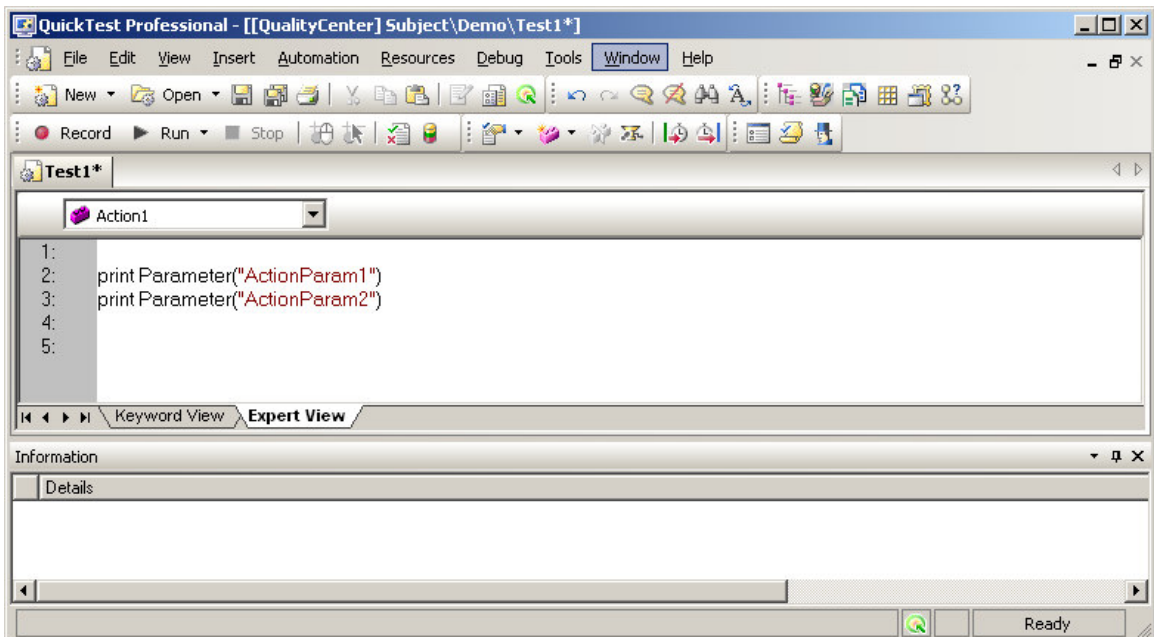 QuickTest Professional - [[QualityCenter] Subject\Demo\Test1*]
File Edit View Insert Automation Resources Debug Tools Window Help
New Open
Record Run Stop
Test1*
Action1
1:
2: print Parameter("ActionParam1")
3: print Parameter("ActionParam2")
4:
5:
Keyword View Expert View
Information
Details
Ready